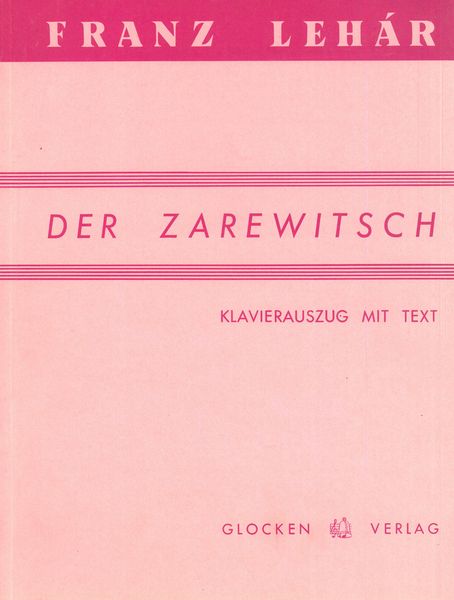 FRANZ LEHÁR
DER ZAREWITSCH
KLAVIERAUSZUG MIT TEXT
GLOCKEN VERLAG